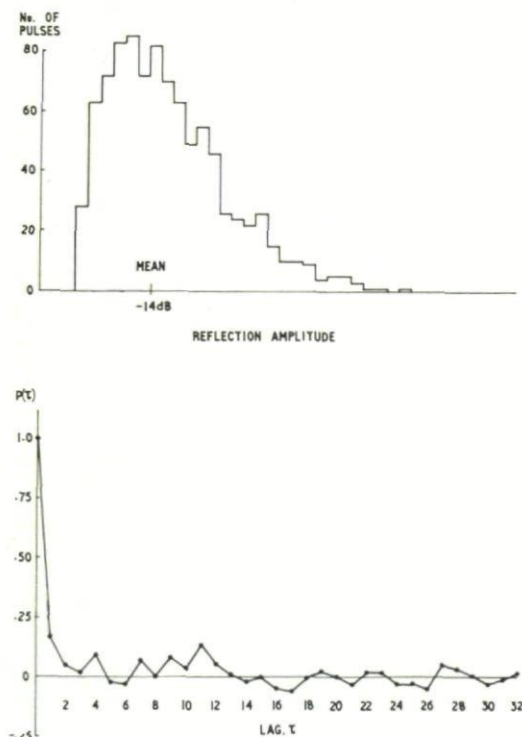 No. OF
PULSES
80
60
40
20
0
MEAN
-14dB
REFLECTION AMPLITUDE
P(τ)
1.0
.75
.50
.25
0
-.25
2 4 6 8 10 12 14 16 18 20 22 24 26 28 30 32
LAG, τ